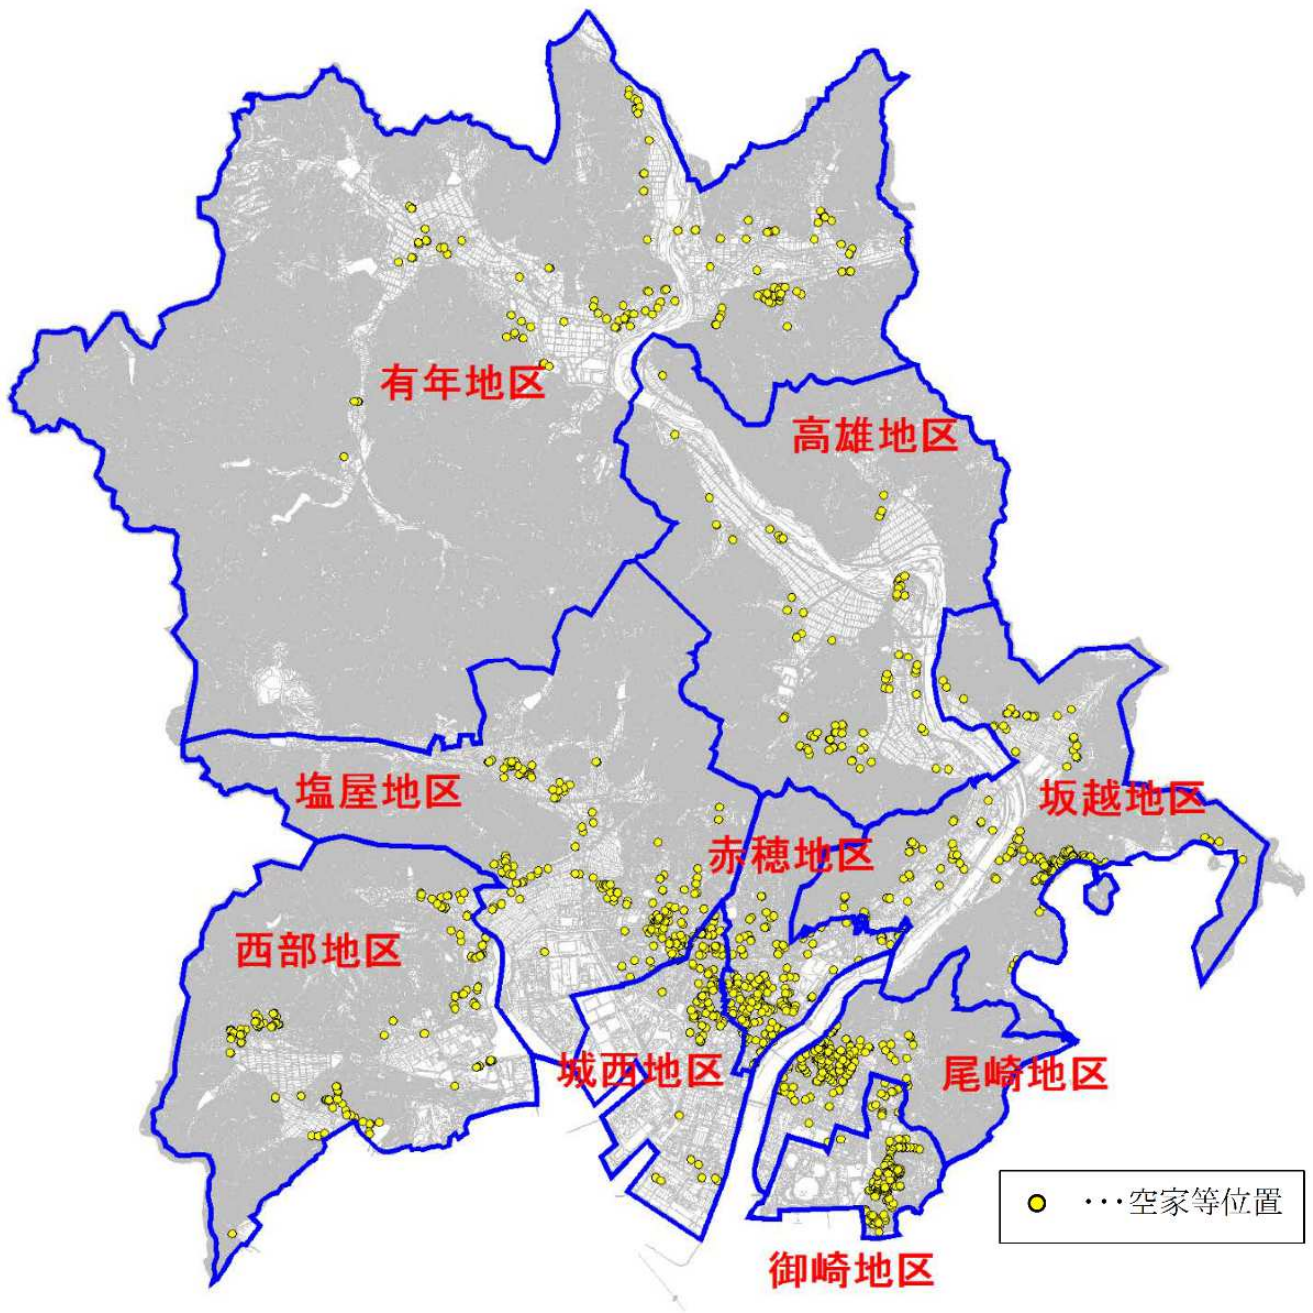 有年地区
高雄地区
塩屋地区
坂越地区
赤穂地区
西部地区
城西地区
尾崎地区
･･･空家等位置
御崎地区